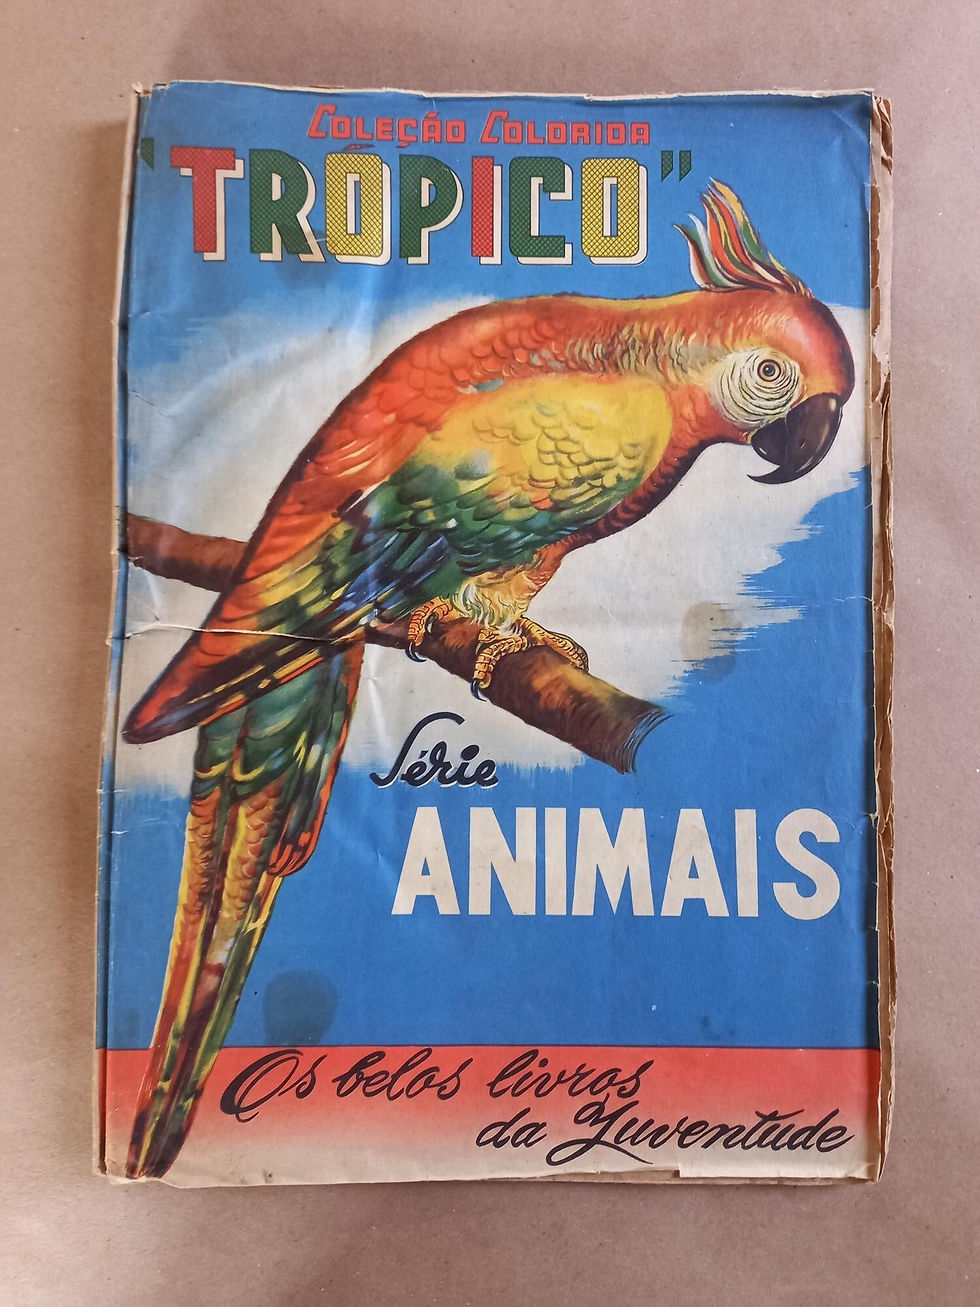 COLEÇÃO COLORIDA
"TRÓPICO"
Série
ANIMAIS
Os belos livros
da Juventude